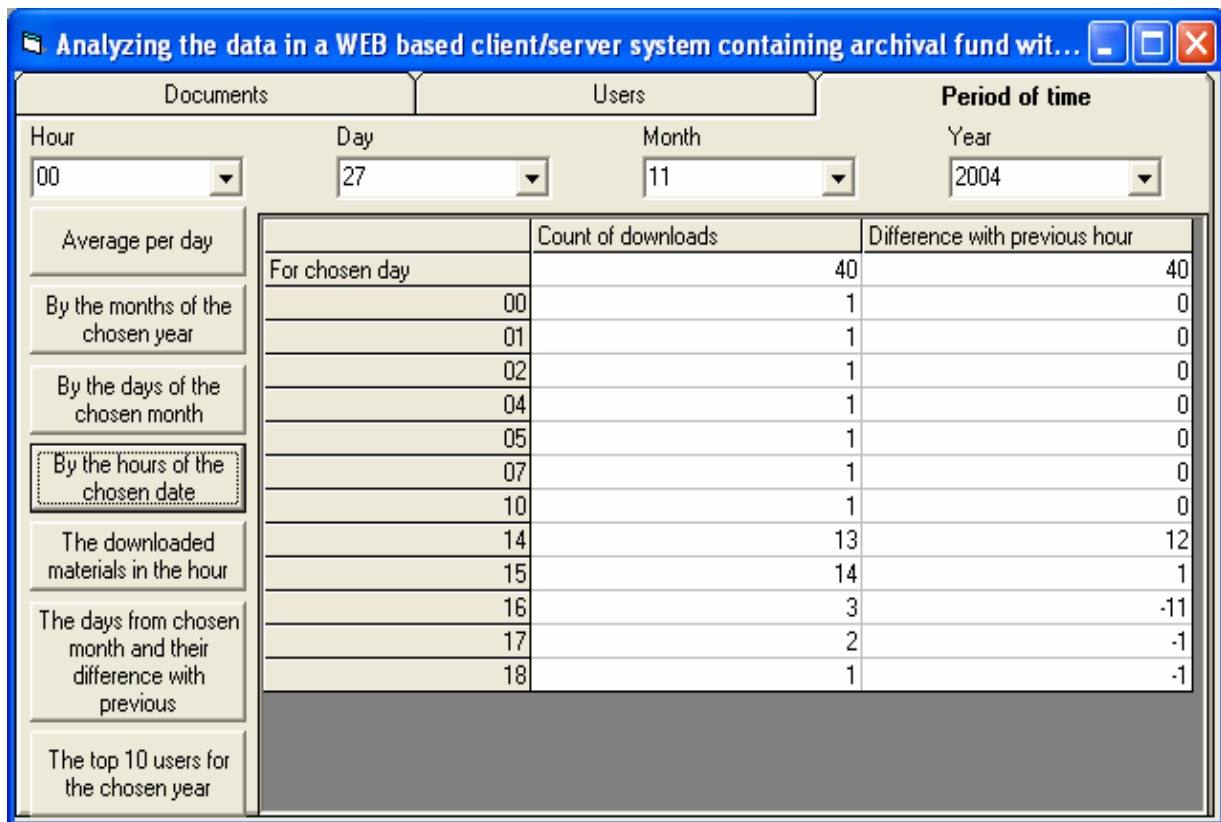 Analyzing the data in a WEB based client/server system containing archival fund wit...
Documents Users Period of time
Hour Day Month Year
00 27 11 2004
Average per day
By the months of the
chosen year
By the days of the
chosen month
By the hours of the
chosen date
The downloaded
materials in the hour
The days from chosen
month and their
difference with
previous
The top 10 users for
the chosen year
Count of downloads Difference with previous hour
For chosen day 40 40
00 1 0
01 1 0
02 1 0
04 1 0
05 1 0
07 1 0
10 1 0
14 13 12
15 14 1
16 3 -11
17 2 -1
18 1 -1